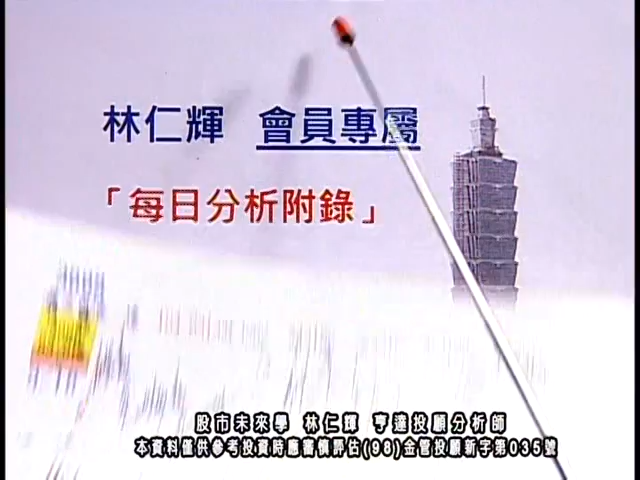 林仁輝 會員專屬
「每日分析附錄」
股市未來學 林仁輝 亨達投顧分析師
本資料僅供參考投資時應審慎評估(98)金管投顧新字第035號